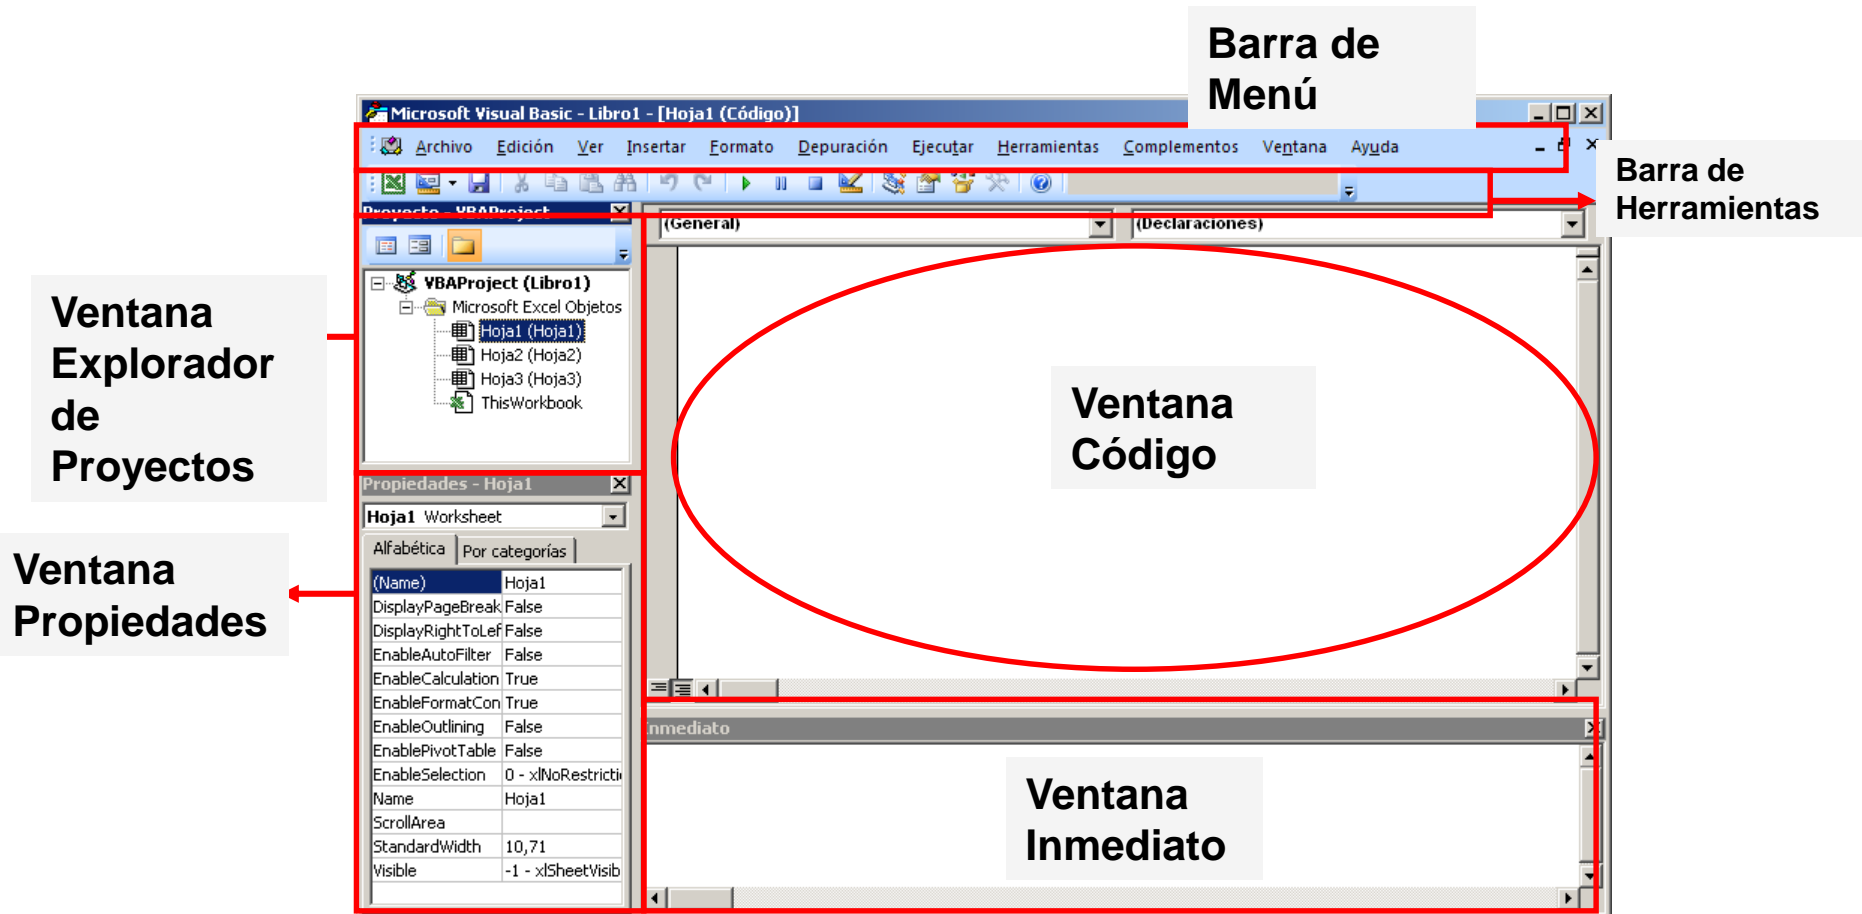 Barra de
Menú
Microsoft Visual Basic - Libro1 - [Hoja1 (Código)]
Archivo Edición Ver Insertar Formato Depuración Ejecutar Herramientas Complementos Ventana Ayuda
Barra de
Herramientas
Proyecto - VBAProject
(General) (Declaraciones)
VBAProject (Libro1)
Microsoft Excel Objetos
Hoja1 (Hoja1)
Hoja2 (Hoja2)
Hoja3 (Hoja3)
ThisWorkbook
Ventana
Explorador
de
Proyectos
Ventana
Código
Propiedades - Hoja1
Hoja1 Worksheet
Alfabética Por categorías
(Name) Hoja1
DisplayPageBreak False
DisplayRightToLef False
EnableAutoFilter False
EnableCalculation True
EnableFormatCon True
EnableOutlining False
EnablePivotTable False
EnableSelection 0 - xlNoRestricti
Name Hoja1
ScrollArea
StandardWidth 10,71
Visible -1 - xlSheetVisib
Ventana
Propiedades
Inmediato
Ventana
Inmediato